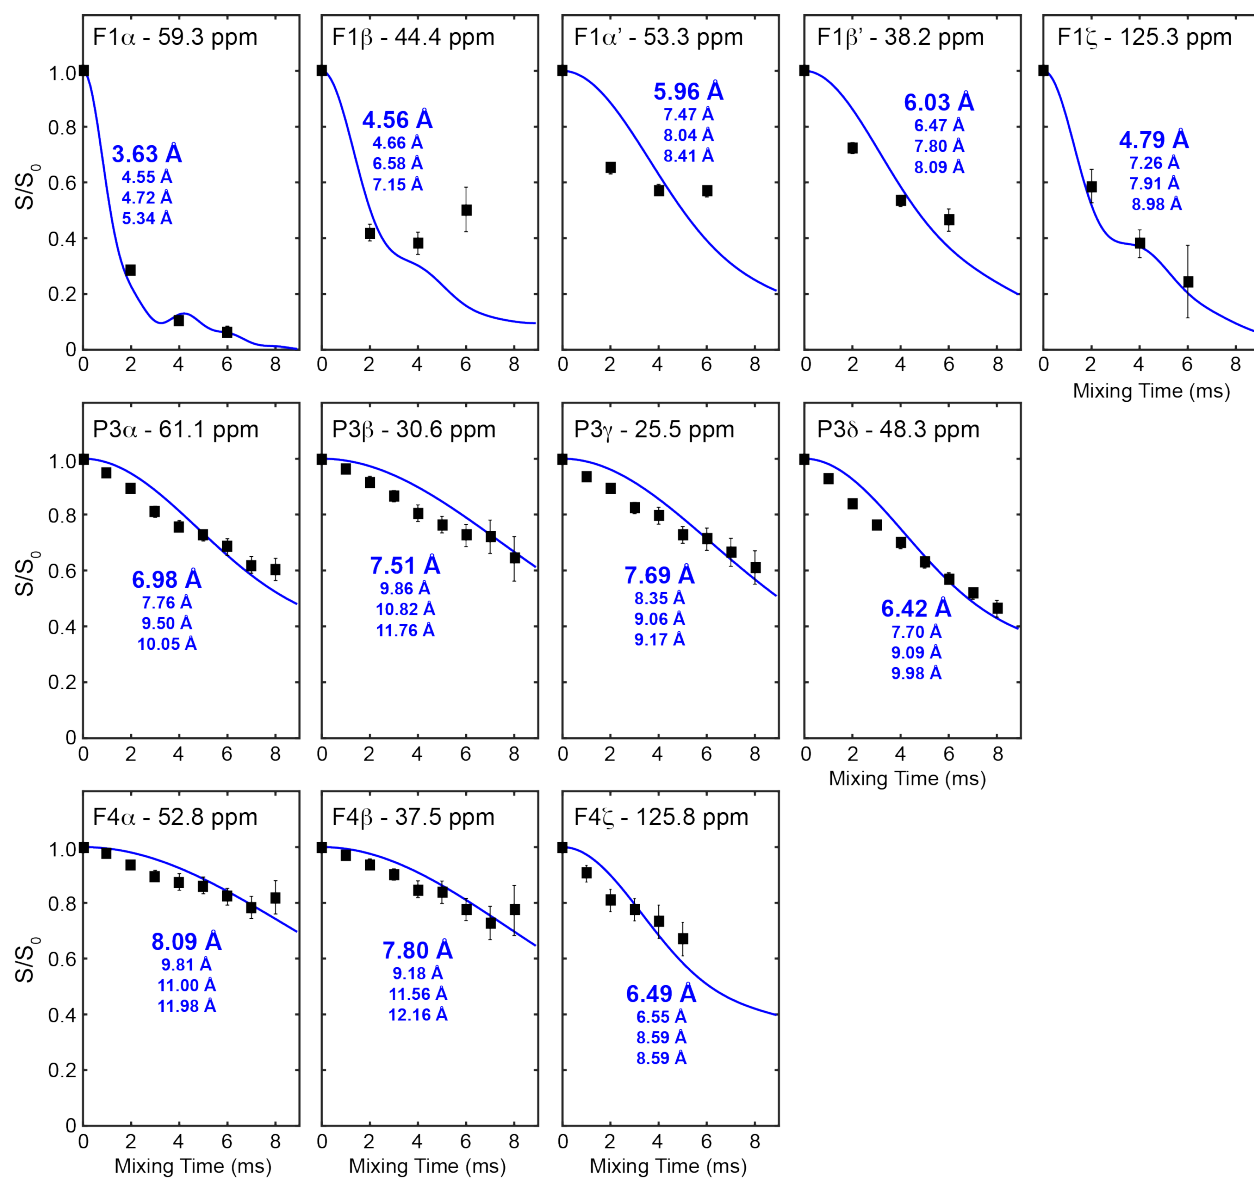 F1α - 59.3 ppm
F1β - 44.4 ppm
F1α’ - 53.3 ppm
F1β’ - 38.2 ppm
F1ζ - 125.3 ppm
S/S0
1.0
0.8
0.6
0.4
0.2
0
3.63 Å
4.55 Å
4.72 Å
5.34 Å
4.56 Å
4.66 Å
6.58 Å
7.15 Å
5.96 Å
7.47 Å
8.04 Å
8.41 Å
6.03 Å
6.47 Å
7.80 Å
8.09 Å
4.79 Å
7.26 Å
7.91 Å
8.98 Å
0 2 4 6 8
0 2 4 6 8
0 2 4 6 8
0 2 4 6 8
0 2 4 6 8
Mixing Time (ms)
P3α - 61.1 ppm
P3β - 30.6 ppm
P3γ - 25.5 ppm
P3δ - 48.3 ppm
S/S0
1.0
0.8
0.6
0.4
0.2
0
6.98 Å
7.76 Å
9.50 Å
10.05 Å
7.51 Å
9.86 Å
10.82 Å
11.76 Å
7.69 Å
8.35 Å
9.06 Å
9.17 Å
6.42 Å
7.70 Å
9.09 Å
9.98 Å
0 2 4 6 8
0 2 4 6 8
0 2 4 6 8
0 2 4 6 8
Mixing Time (ms)
F4α - 52.8 ppm
F4β - 37.5 ppm
F4ζ - 125.8 ppm
S/S0
1.0
0.8
0.6
0.4
0.2
0
8.09 Å
9.81 Å
11.00 Å
11.98 Å
7.80 Å
9.18 Å
11.56 Å
12.16 Å
6.49 Å
6.55 Å
8.59 Å
8.59 Å
0 2 4 6 8
0 2 4 6 8
0 2 4 6 8
Mixing Time (ms)
Mixing Time (ms)
Mixing Time (ms)